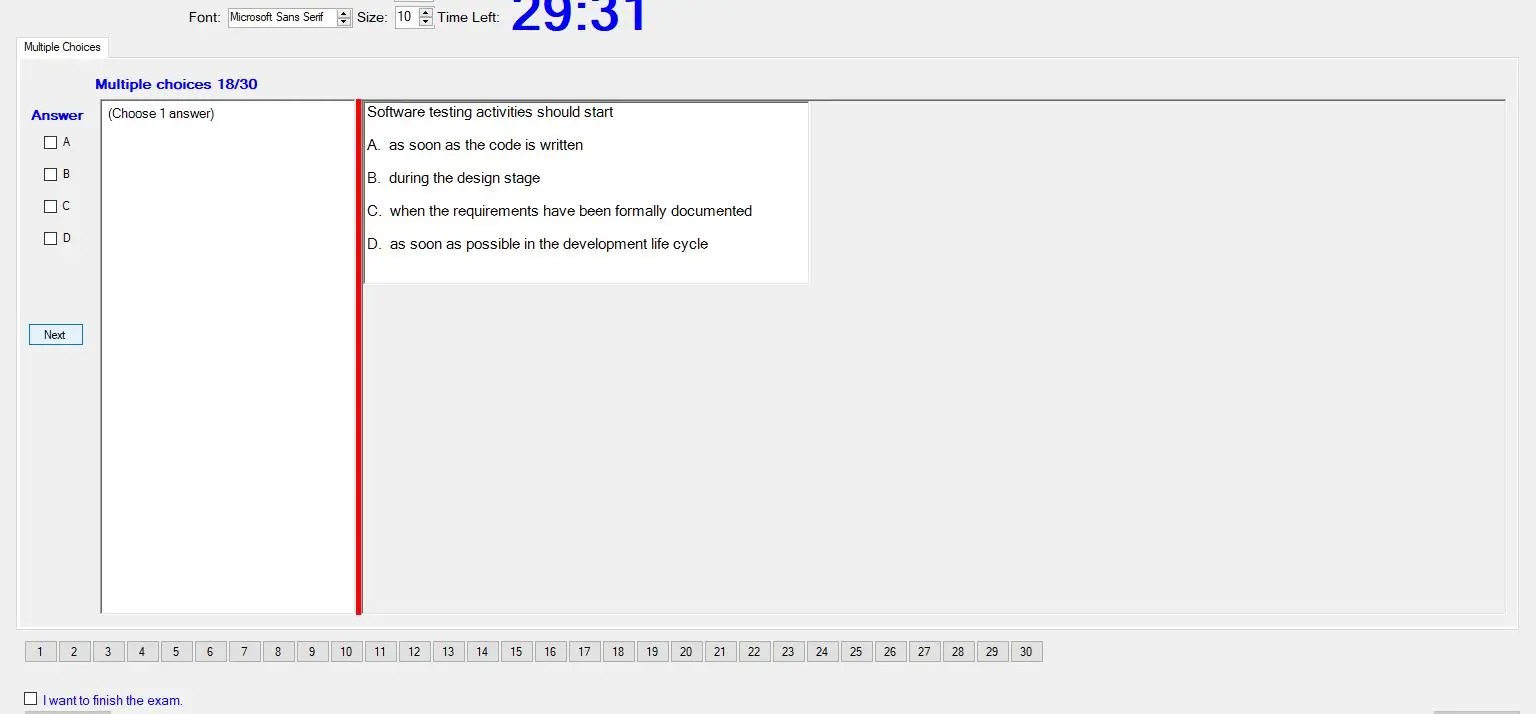 Font: Microsoft Sans Serif Size: 10 Time Left: 29:31
Multiple Choices
Multiple choices 18/30
Answer
(Choose 1 answer)
A
B
C
D
Next
Software testing activities should start
A. as soon as the code is written
B. during the design stage
C. when the requirements have been formally documented
D. as soon as possible in the development life cycle
1 2 3 4 5 6 7 8 9 10 11 12 13 14 15 16 17 18 19 20 21 22 23 24 25 26 27 28 29 30
I want to finish the exam.